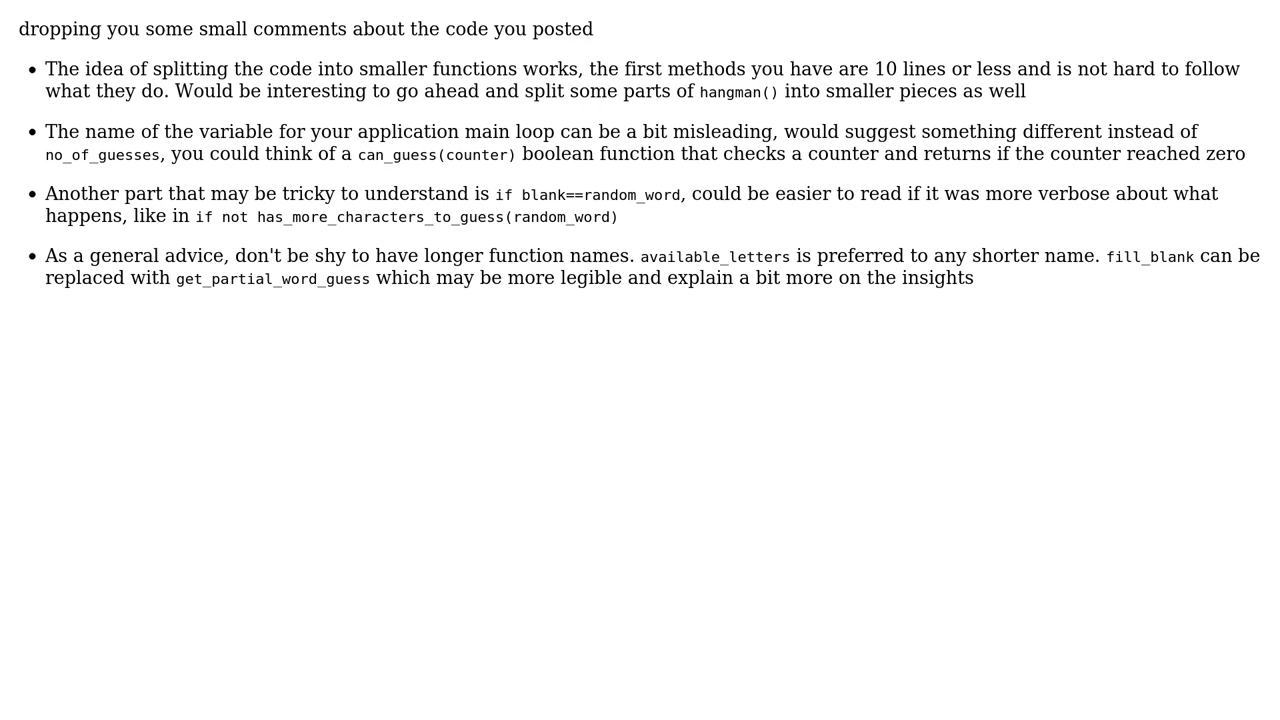 dropping you some small comments about the code you posted
• The idea of splitting the code into smaller functions works, the first methods you have are 10 lines or less and is not hard to follow
what they do. Would be interesting to go ahead and split some parts of hangman() into smaller pieces as well
• The name of the variable for your application main loop can be a bit misleading, would suggest something different instead of
no_of_guesses, you could think of a can_guess(counter) boolean function that checks a counter and returns if the counter reached zero
• Another part that may be tricky to understand is if blank==random_word, could be easier to read if it was more verbose about what
happens, like in if not has_more_characters_to_guess(random_word)
• As a general advice, don't be shy to have longer function names. available_letters is preferred to any shorter name. fill_blank can be
replaced with get_partial_word_guess which may be more legible and explain a bit more on the insights